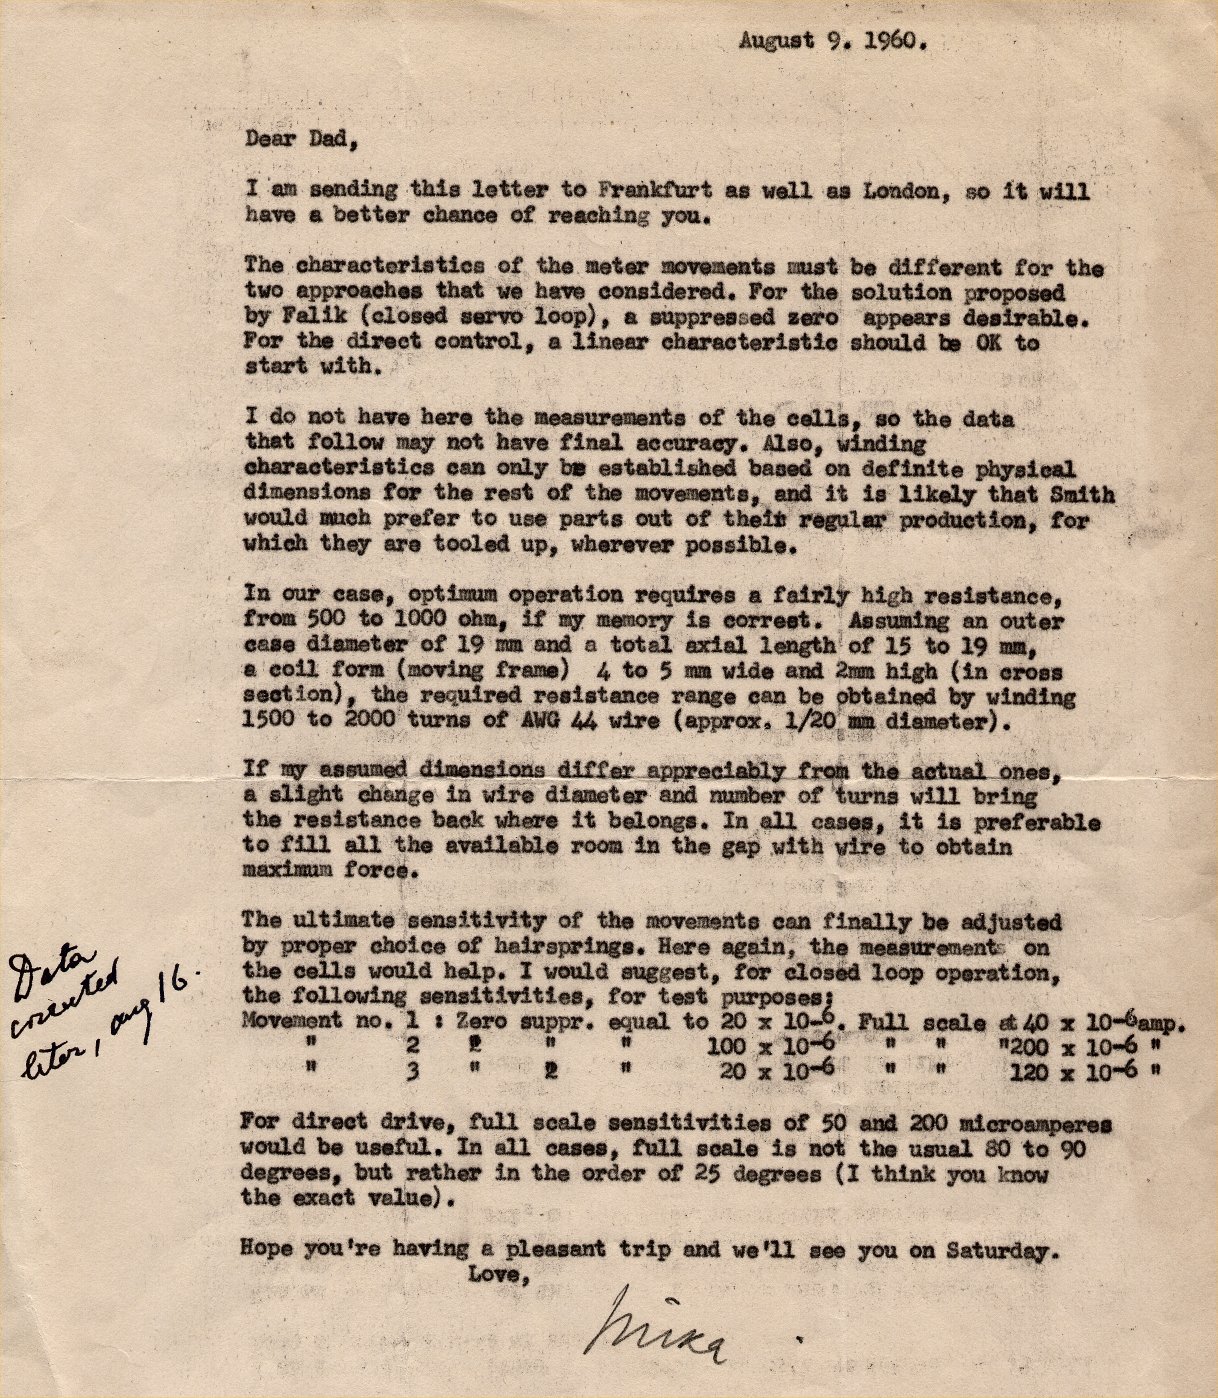 August 9. 1960.
Dear Dad,
I am sending this letter to Frankfurt as well as London, so it will
have a better chance of reaching you.
The characteristics of the meter movements must be different for the
two approaches that we have considered. For the solution proposed
by Falik (closed servo loop), a suppressed zero appears desirable.
For the direct control, a linear characteristic should be OK to
start with.
I do not have here the measurements of the cells, so the data
that follow may not have final accuracy. Also, winding
characteristics can only be established based on definite physical
dimensions for the rest of the movements, and it is likely that Smith
would much prefer to use parts out of their regular production, for
which they are tooled up, wherever possible.
In our case, optimum operation requires a fairly high resistance,
from 500 to 1000 ohm, if my memory is correct. Assuming an outer
case diameter of 19 mm and a total axial length of 15 to 19 mm,
a coil form (moving frame) 4 to 5 mm wide and 2mm high (in cross
section), the required resistance range can be obtained by winding
1500 to 2000 turns of AWG 44 wire (approx. 1/20 mm diameter).
If my assumed dimensions differ appreciably from the actual ones,
a slight change in wire diameter and number of turns will bring
the resistance back where it belongs. In all cases, it is preferable
to fill all the available room in the gap with wire to obtain
maximum force.
The ultimate sensitivity of the movements can finally be adjusted
by proper choice of hairsprings. Here again, the measurements on
the cells would help. I would suggest, for closed loop operation,
the following sensitivities, for test purposes;
Movement no. 1 : Zero suppr. equal to 20 x 10-6. Full scale at 40 x 10-6amp.
" 2 " " " 100 x 10-6 " " "200 x 10-6 "
" 3 " " " 20 x 10-6 " " 120 x 10-6 "
Data
corrected
later, aug 16.
For direct drive, full scale sensitivities of 50 and 200 microamperes
would be useful. In all cases, full scale is not the usual 80 to 90
degrees, but rather in the order of 25 degrees (I think you know
the exact value).
Hope you're having a pleasant trip and we'll see you on Saturday.
Love,
Mika